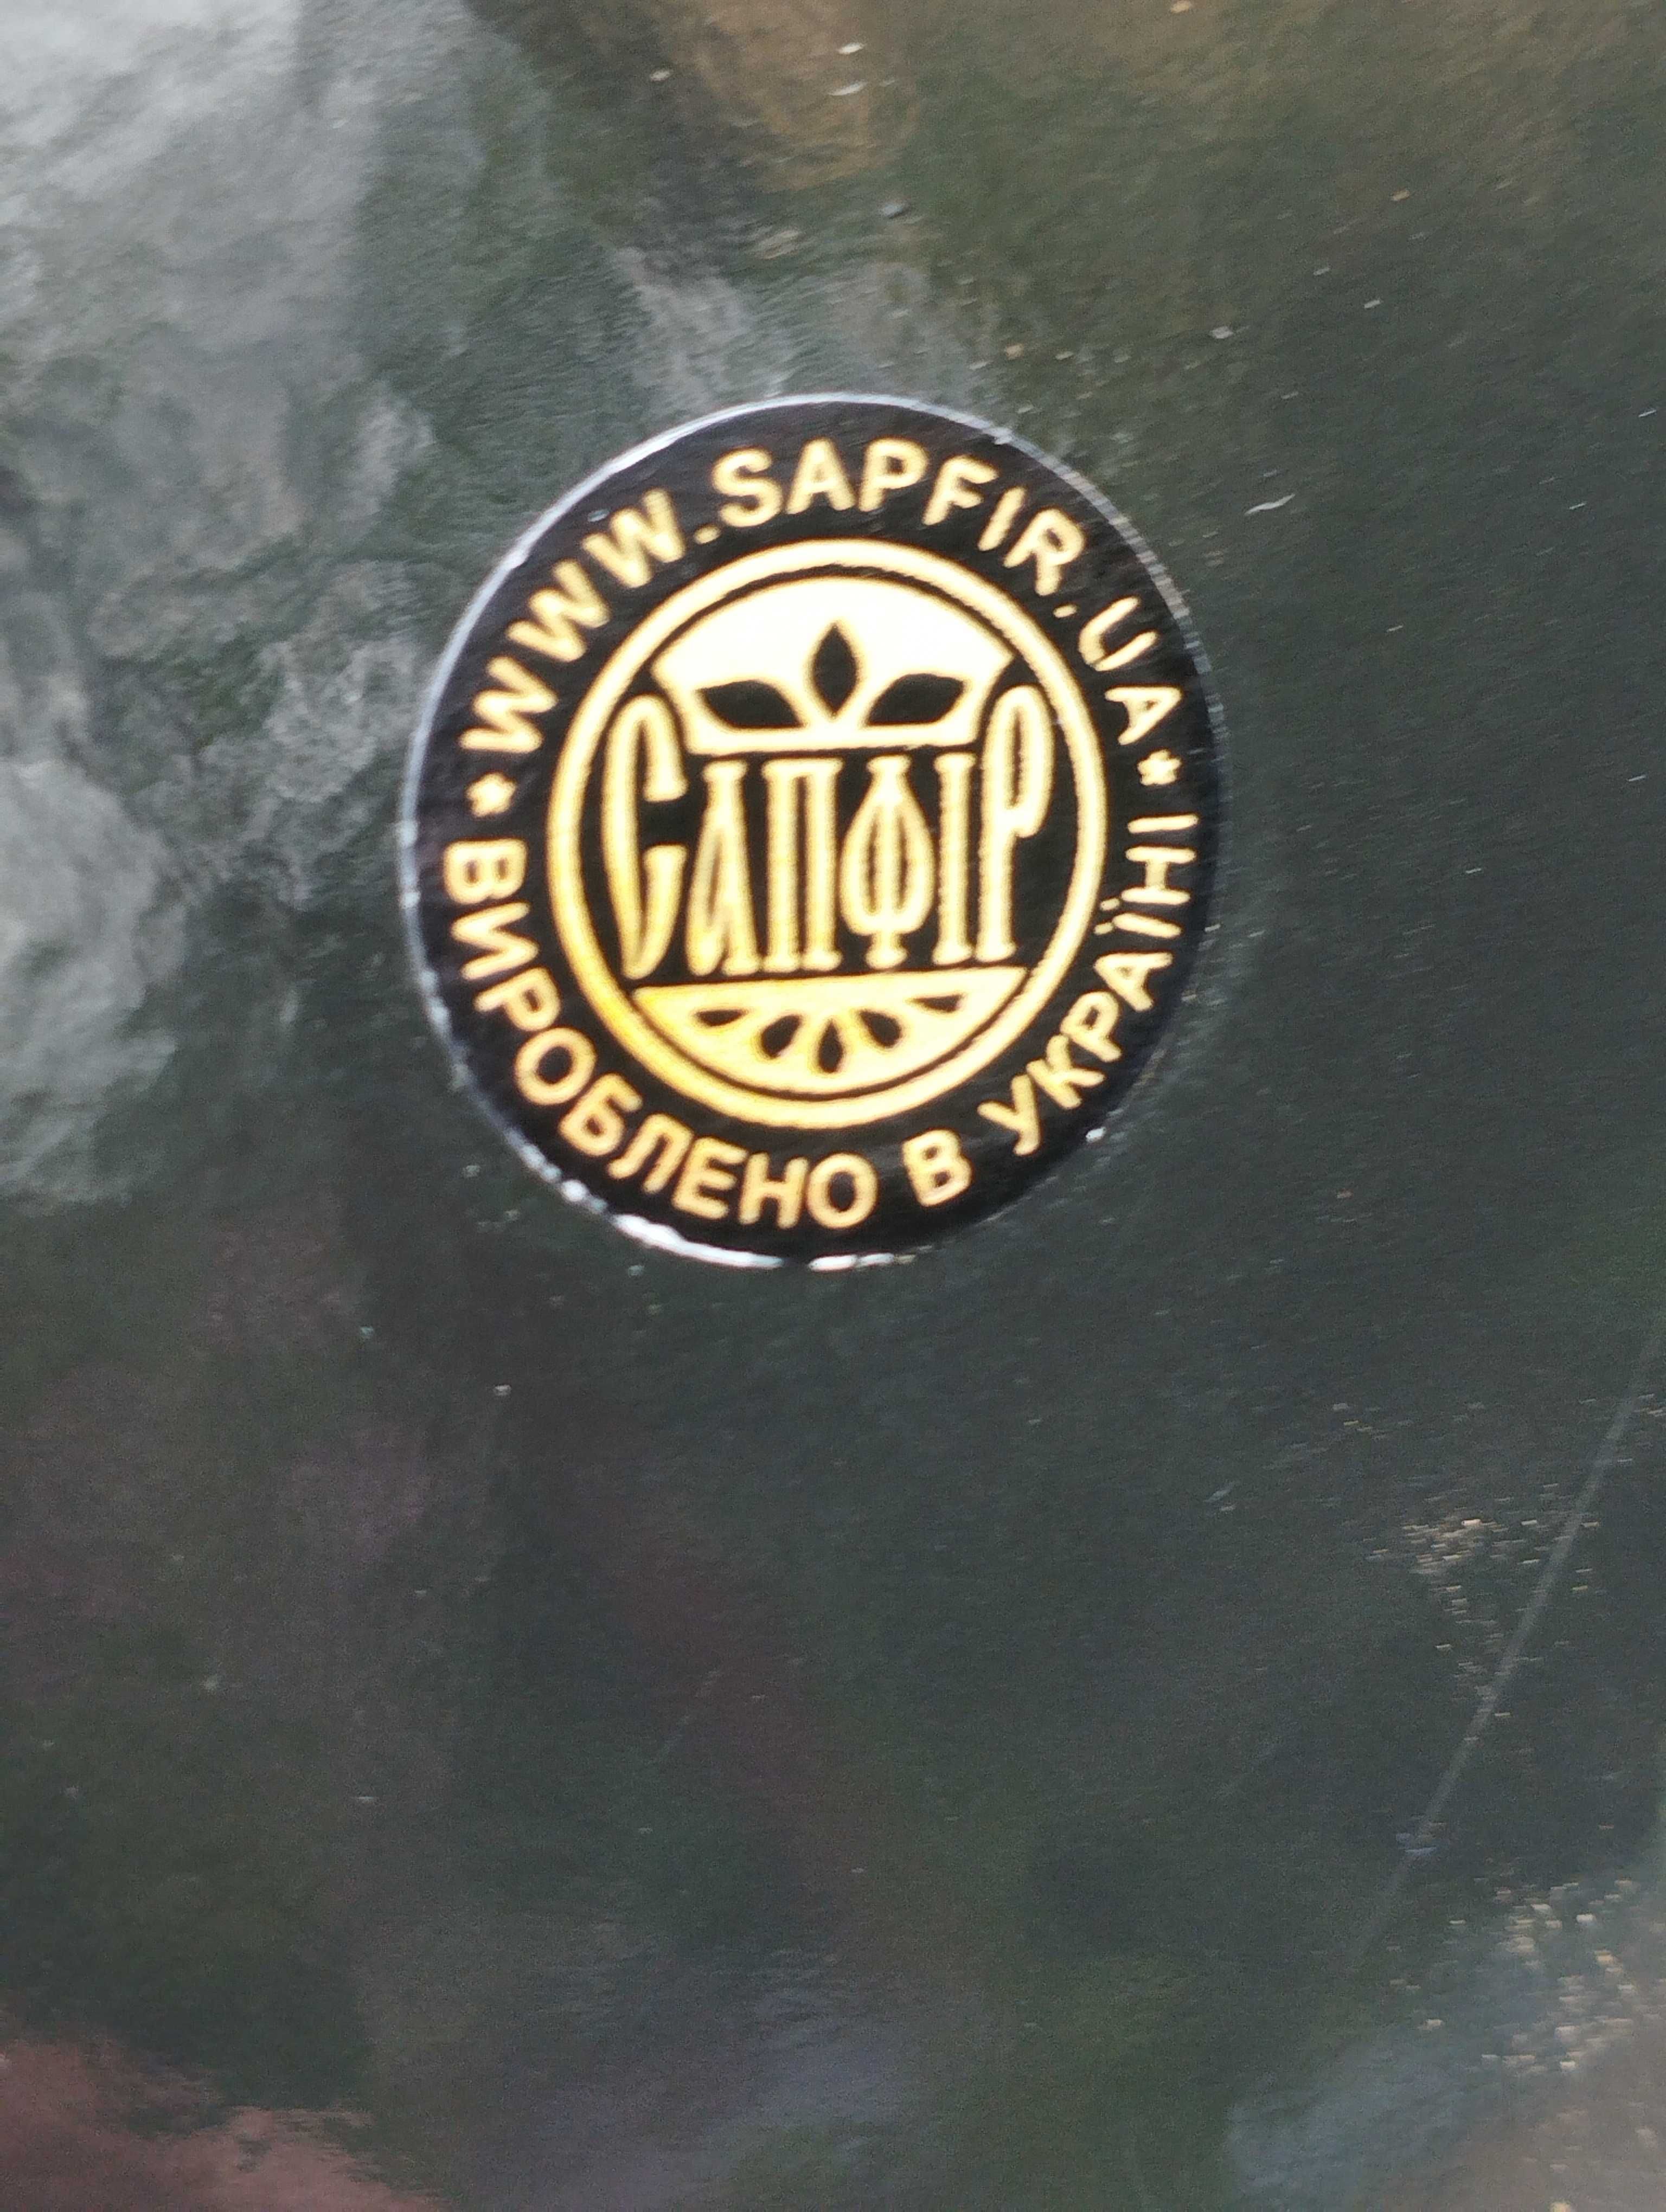 WWW.SAPFIR.UA
САПФІР
* ВИРОБЛЕНО В УКРАЇНІ *